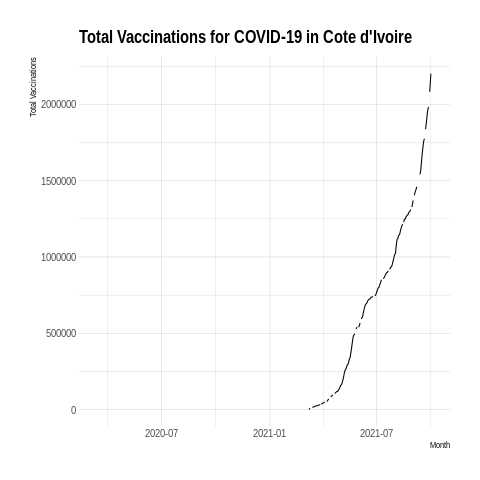 Total Vaccinations for COVID-19 in Cote d'Ivoire
Total Vaccinations
2000000
1500000
1000000
500000
0
2020-07
2021-01
2021-07
Month